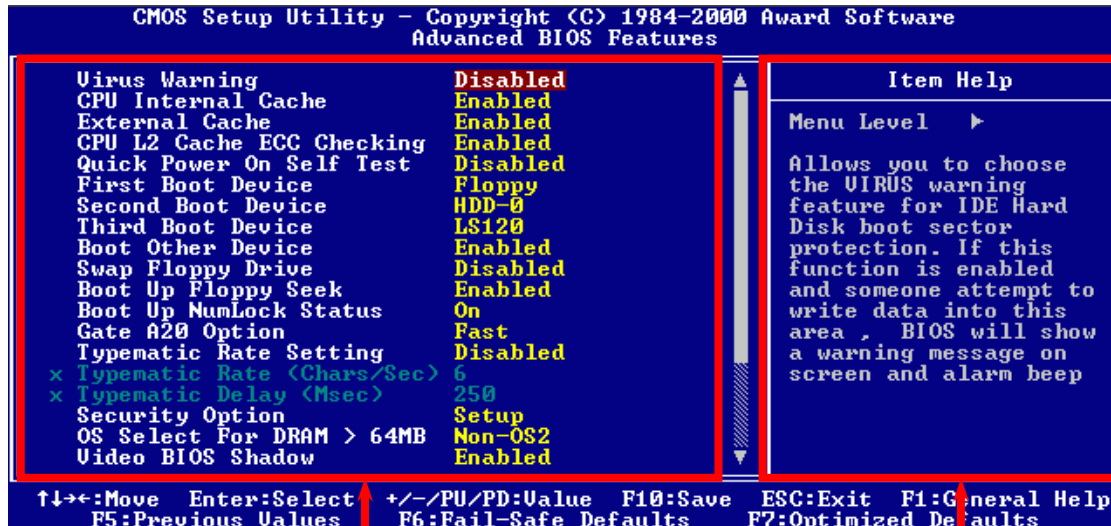 CMOS Setup Utility - Copyright (C) 1984-2000 Award Software
Advanced BIOS Features
Virus Warning Disabled
CPU Internal Cache Enabled
External Cache Enabled
CPU L2 Cache ECC Checking Enabled
Quick Power On Self Test Disabled
First Boot Device Floppy
Second Boot Device HDD-0
Third Boot Device LS120
Boot Other Device Enabled
Swap Floppy Drive Disabled
Boot Up Floppy Seek Enabled
Boot Up NumLock Status On
Gate A20 Option Fast
Typematic Rate Setting Disabled
x Typematic Rate (Chars/Sec) 6
x Typematic Delay (Msec) 250
Security Option Setup
OS Select For DRAM > 64MB Non-OS2
Video BIOS Shadow Enabled
Item Help
Menu Level ►
Allows you to choose
the VIRUS warning
feature for IDE Hard
Disk boot sector
protection. If this
function is enabled
and someone attempt to
write data into this
area , BIOS will show
a warning message on
screen and alarm beep
↑↓→←:Move Enter:Select +/-/PU/PD:Value F10:Save ESC:Exit F1:General Help
F5:Previous Values F6:Fail-Safe Defaults F7:Optimized Defaults